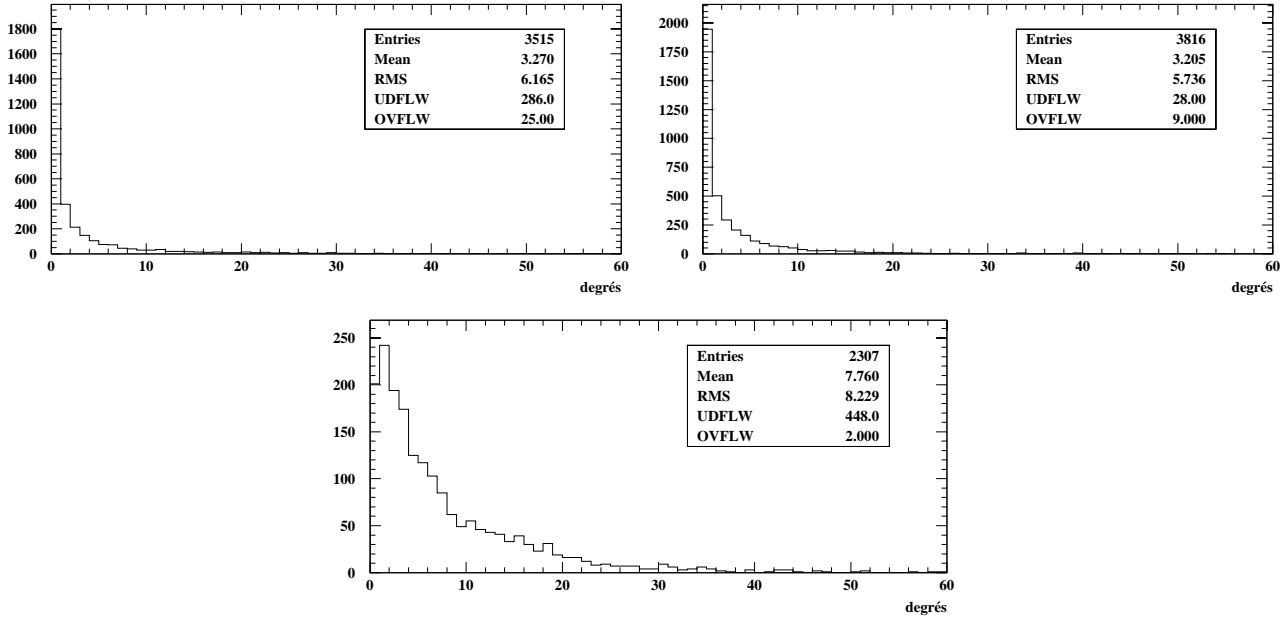 1800
1600
1400
1200
1000
800
600
400
200
0
0 10 20 30 40 50 60
degrés
Entries 3515
Mean 3.270
RMS 6.165
UDFLW 286.0
OVFLW 25.00
2000
1750
1500
1250
1000
750
500
250
0
0 10 20 30 40 50 60
degrés
Entries 3816
Mean 3.205
RMS 5.736
UDFLW 28.00
OVFLW 9.000
250
200
150
100
50
0
0 10 20 30 40 50 60
degrés
Entries 2307
Mean 7.760
RMS 8.229
UDFLW 448.0
OVFLW 2.000